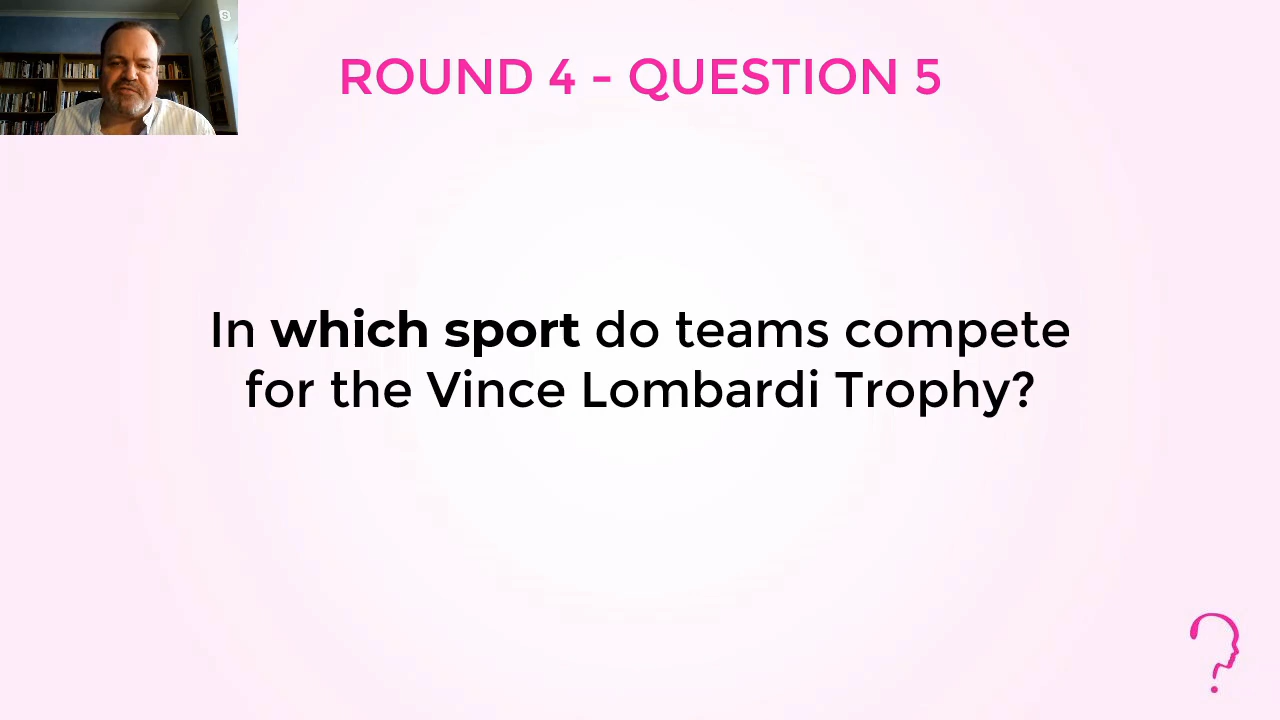 ROUND 4 - QUESTION 5
In which sport do teams compete
for the Vince Lombardi Trophy?